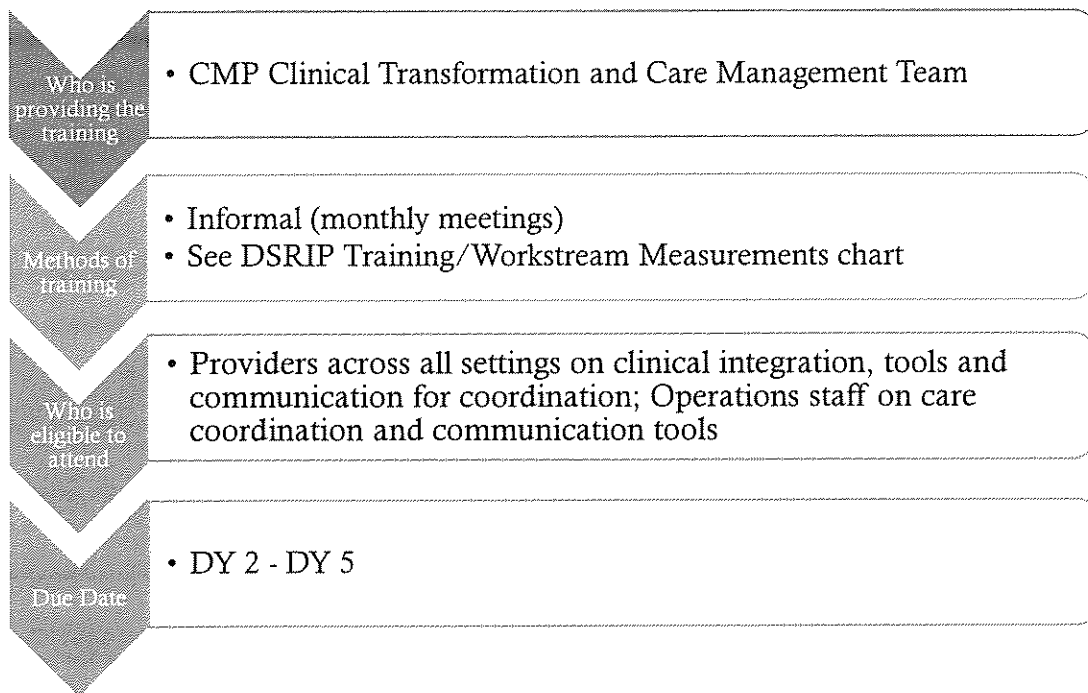 Who is
providing the
training
• CMP Clinical Transformation and Care Management Team
Methods of
training
• Informal (monthly meetings)
• See DSRIP Training/Workstream Measurements chart
Who is
eligible to
attend
• Providers across all settings on clinical integration, tools and
communication for coordination; Operations staff on care
coordination and communication tools
Due Date
• DY 2 - DY 5